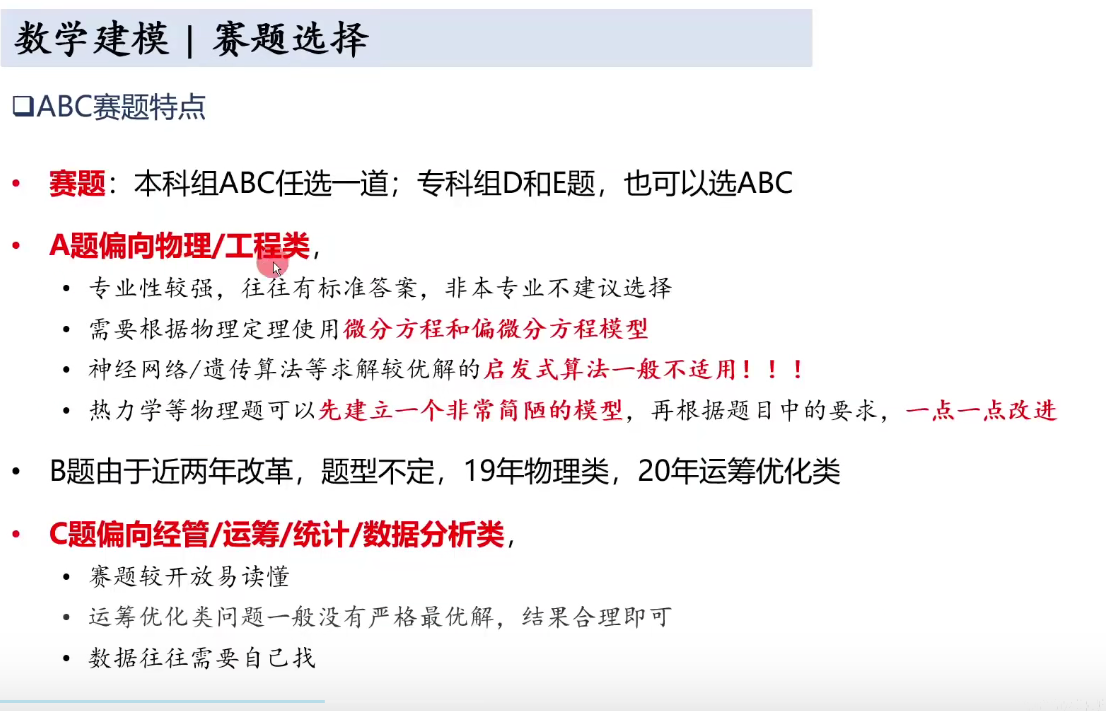 数学建模 | 赛题选择
❑ABC赛题特点
• 赛题：本科组ABC任选一道；专科组D和E题，也可以选ABC
• A题偏向物理/工程类，
• 专业性较强，往往有标准答案，非本专业不建议选择
• 需要根据物理定理使用微分方程和偏微分方程模型
• 神经网络/遗传算法等求解较优解的启发式算法一般不适用！！！
• 热力学等物理题可以先建立一个非常简陋的模型，再根据题目中的要求，一点一点改进
• B题由于近两年改革，题型不定，19年物理类，20年运筹优化类
• C题偏向经管/运筹/统计/数据分析类，
• 赛题较开放易读懂
• 运筹优化类问题一般没有严格最优解，结果合理即可
• 数据往往需要自己找